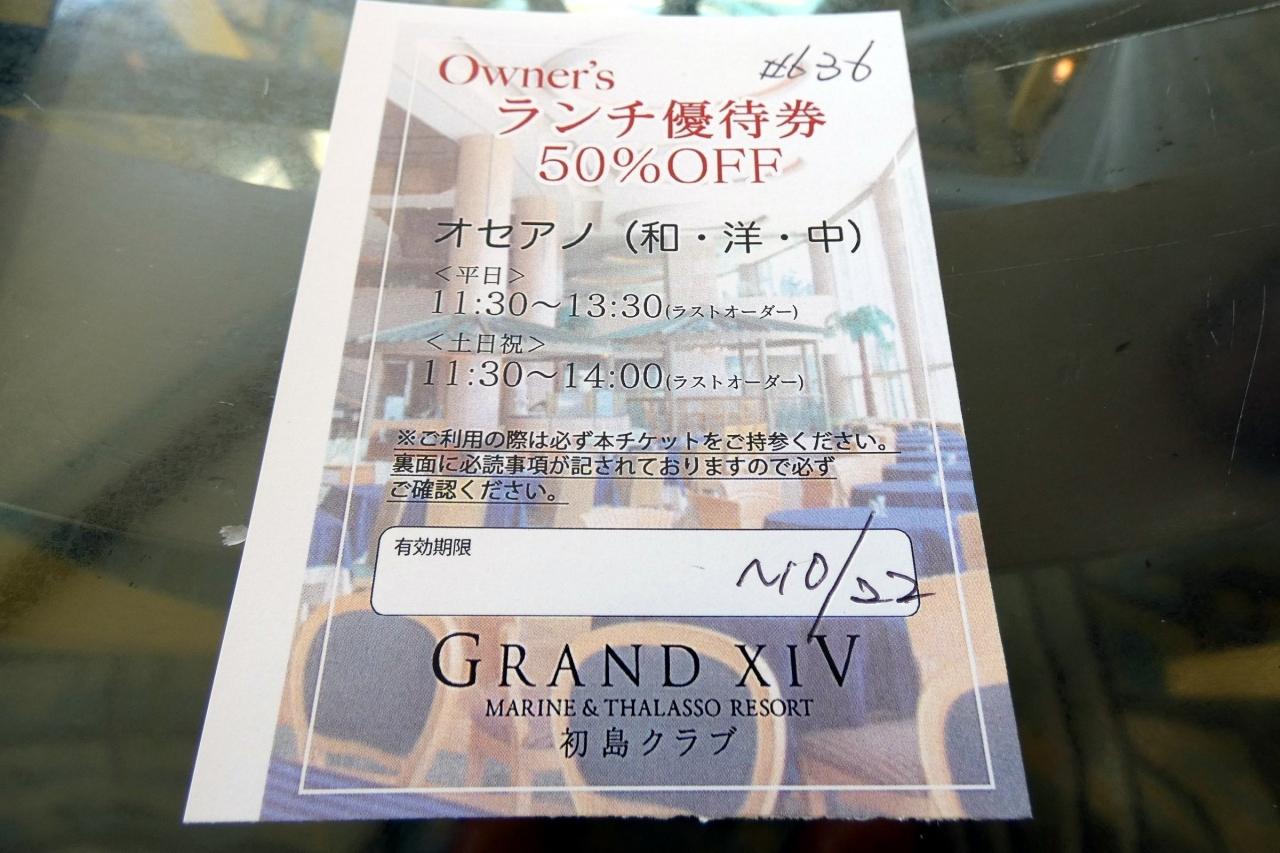 Owner's
#636
ランチ優待券
50%OFF
オセアノ（和・洋・中）
＜平日＞
11:30～13:30(ラストオーダー)
＜土日祝＞
11:30～14:00(ラストオーダー)
※ご利用の際は必ず本チケットをご持参ください。
裏面に必読事項が記されておりますので必ず
ご確認ください。
有効期限
～10/22
GRAND XIV
MARINE & THALASSO RESORT
初島クラブ